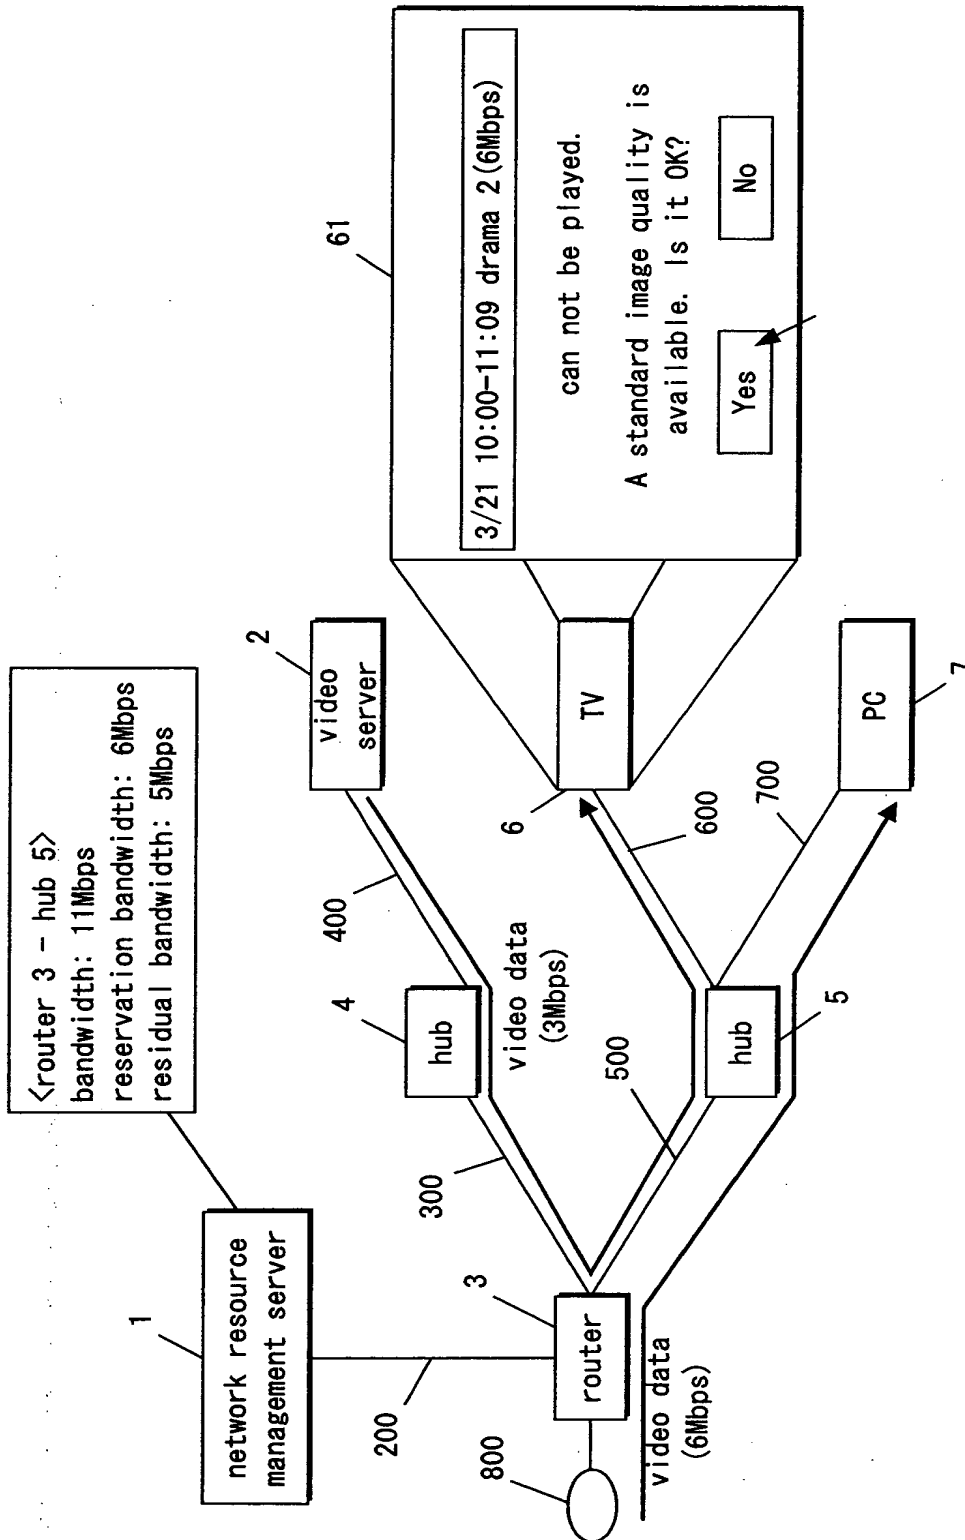 <router 3 - hub 5>
bandwidth: 11Mbps
reservation bandwidth: 6Mbps
residual bandwidth: 5Mbps
1
network resource
management server
200
800
3
router
300
4
hub
400
2
video
server
video data
(3Mbps)
500
hub
5
6
TV
600
700
PC
7
video data
(6Mbps)
61
3/21 10:00-11:09 drama 2(6Mbps)
can not be played.
A standard image quality is
available. Is it OK?
Yes
No